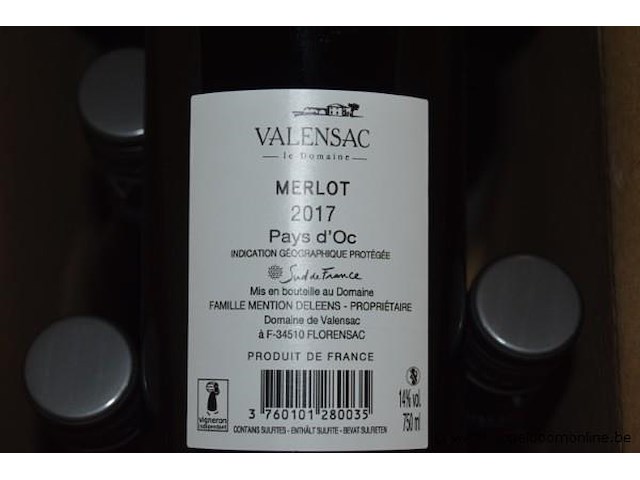 VALENSAC
le Domaine
MERLOT
2017
Pays d'Oc
INDICATION GÉOGRAPHIQUE PROTÉGÉE
Sud de France
Mis en bouteille au Domaine
FAMILLE MENTION DELEENS - PROPRIÉTAIRE
Domaine de Valensac
à F-34510 FLORENSAC
PRODUIT DE FRANCE
14% vol.
750 ml
vigneron
indépendant
3 760101 280035
CONTAINS SULFITES - ENTHÄLT SULFITE - BEVAT SULFIETEN